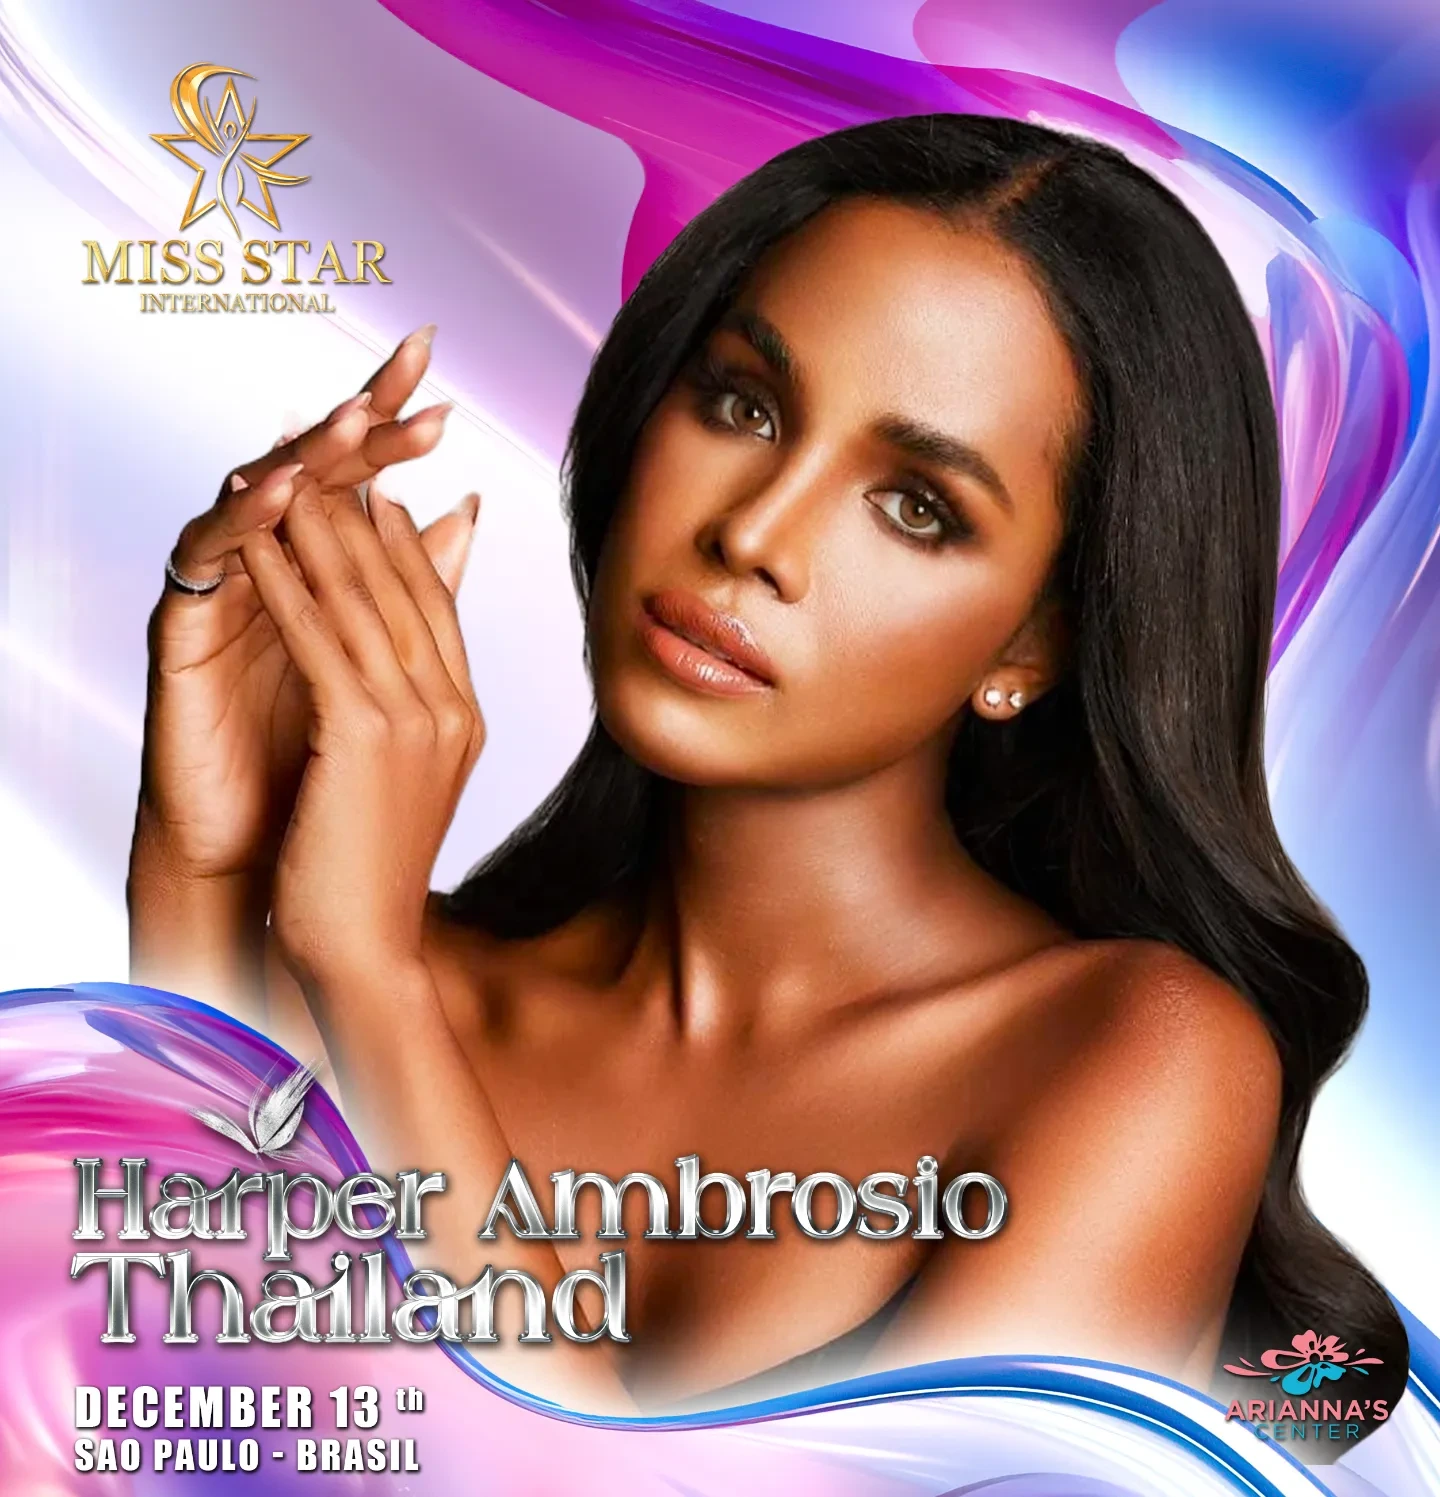 MISS STAR
INTERNATIONAL
Harper Ambrosio
Thailand
DECEMBER 13 th
SAO PAULO - BRASIL
ARIANNA'S
CENTER